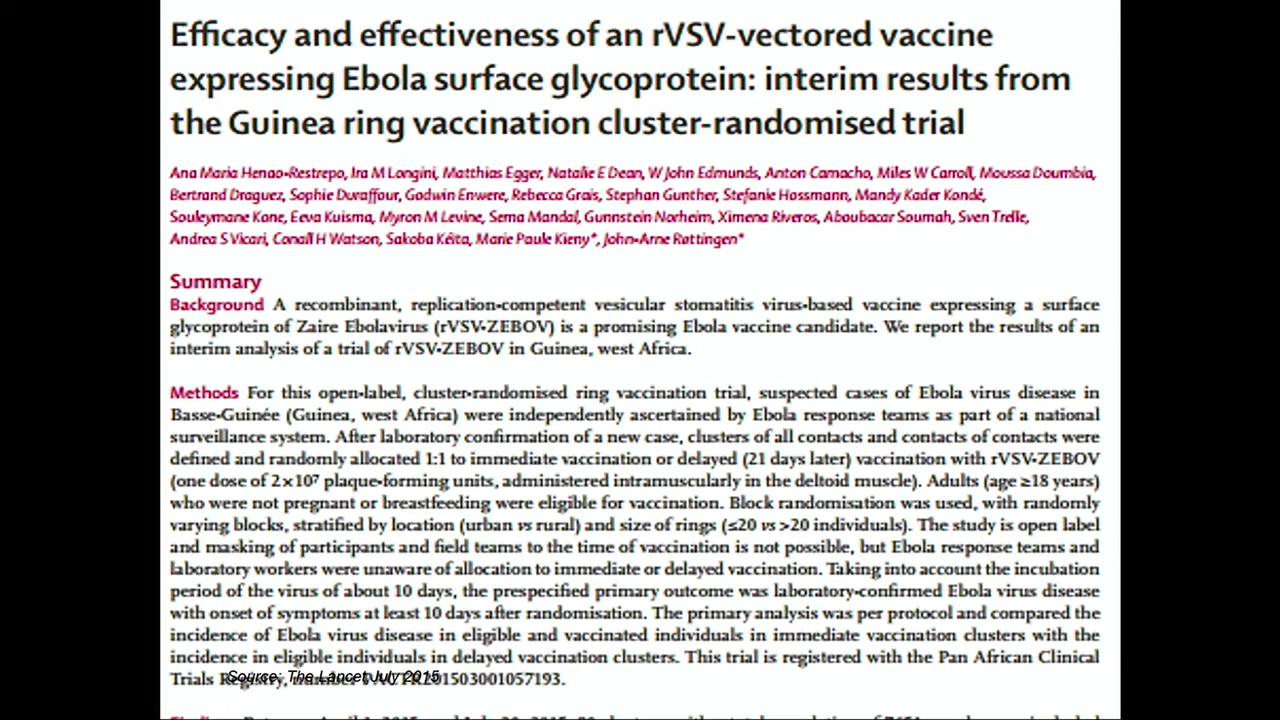 Efficacy and effectiveness of an rVSV-vectored vaccine
expressing Ebola surface glycoprotein: interim results from
the Guinea ring vaccination cluster-randomised trial
Ana Maria Henao-Restrepo, Ira M Longini, Matthias Egger, Natalie E Dean, W John Edmunds, Anton Camacho, Miles W Carroll, Moussa Doumbia,
Bertrand Draguez, Sophie Duraffour, Godwin Enwere, Rebecca Grais, Stephan Gunther, Stefanie Hossmann, Mandy Kader Kondé,
Souleymane Kone, Eeva Kuisma, Myron M Levine, Sema Mandal, Gunnstein Norheim, Ximena Riveros, Aboubacar Soumah, Sven Trelle,
Andrea S Vicari, Conall H Watson, Sakoba Kéita, Marie Paule Kieny*, John-Arne Røttingen*
Summary
Background A recombinant, replication-competent vesicular stomatitis virus-based vaccine expressing a surface
glycoprotein of Zaire Ebolavirus (rVSV-ZEBOV) is a promising Ebola vaccine candidate. We report the results of an
interim analysis of a trial of rVSV-ZEBOV in Guinea, west Africa.
Methods For this open-label, cluster-randomised ring vaccination trial, suspected cases of Ebola virus disease in
Basse-Guinée (Guinea, west Africa) were independently ascertained by Ebola response teams as part of a national
surveillance system. After laboratory confirmation of a new case, clusters of all contacts and contacts of contacts were
defined and randomly allocated 1:1 to immediate vaccination or delayed (21 days later) vaccination with rVSV-ZEBOV
(one dose of 2×10⁷ plaque-forming units, administered intramuscularly in the deltoid muscle). Adults (age ≥18 years)
who were not pregnant or breastfeeding were eligible for vaccination. Block randomisation was used, with randomly
varying blocks, stratified by location (urban vs rural) and size of rings (≤20 vs >20 individuals). The study is open label
and masking of participants and field teams to the time of vaccination is not possible, but Ebola response teams and
laboratory workers were unaware of allocation to immediate or delayed vaccination. Taking into account the incubation
period of the virus of about 10 days, the prespecified primary outcome was laboratory-confirmed Ebola virus disease
with onset of symptoms at least 10 days after randomisation. The primary analysis was per protocol and compared the
incidence of Ebola virus disease in eligible and vaccinated individuals in immediate vaccination clusters with the
incidence in eligible individuals in delayed vaccination clusters. This trial is registered with the Pan African Clinical
Trials Registry, number PACTR201503001057193.
Source: The Lancet July 2015